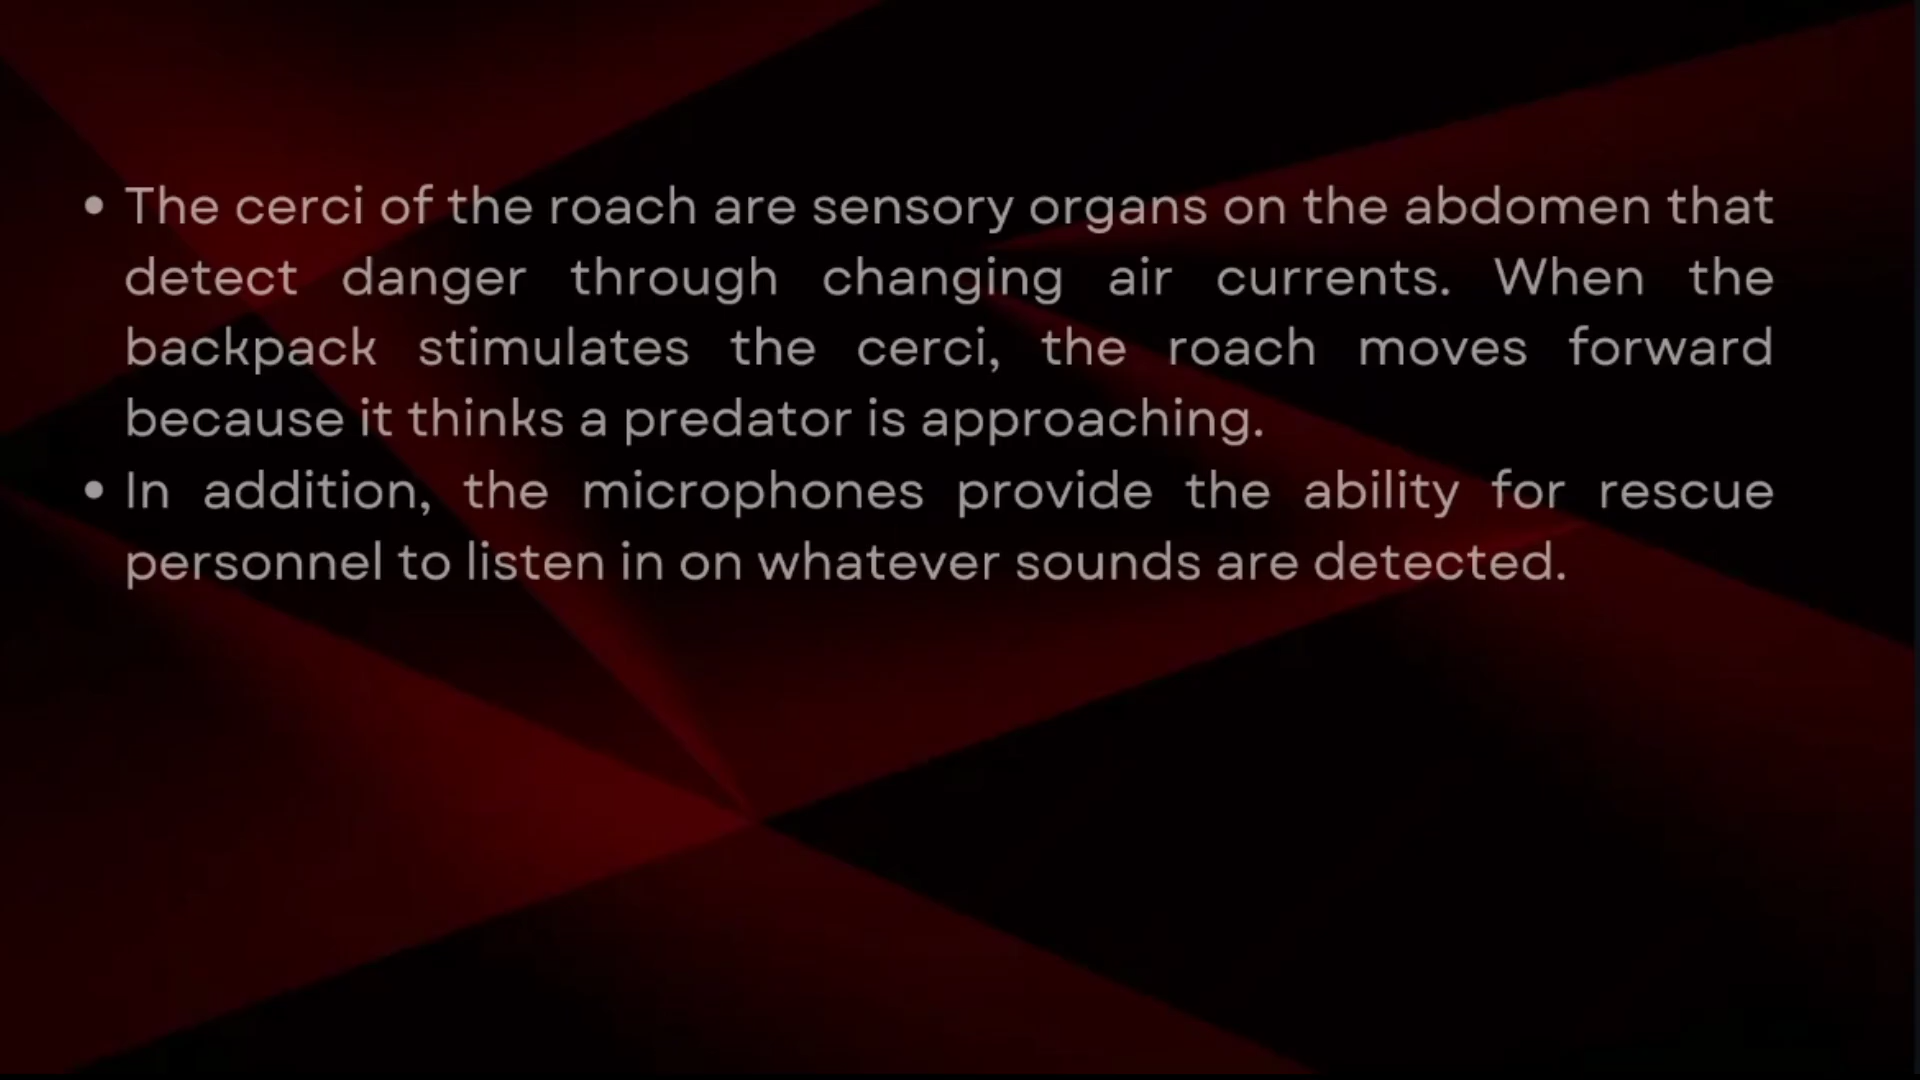 • The cerci of the roach are sensory organs on the abdomen that
detect danger through changing air currents. When the
backpack stimulates the cerci, the roach moves forward
because it thinks a predator is approaching.
• In addition, the microphones provide the ability for rescue
personnel to listen in on whatever sounds are detected.